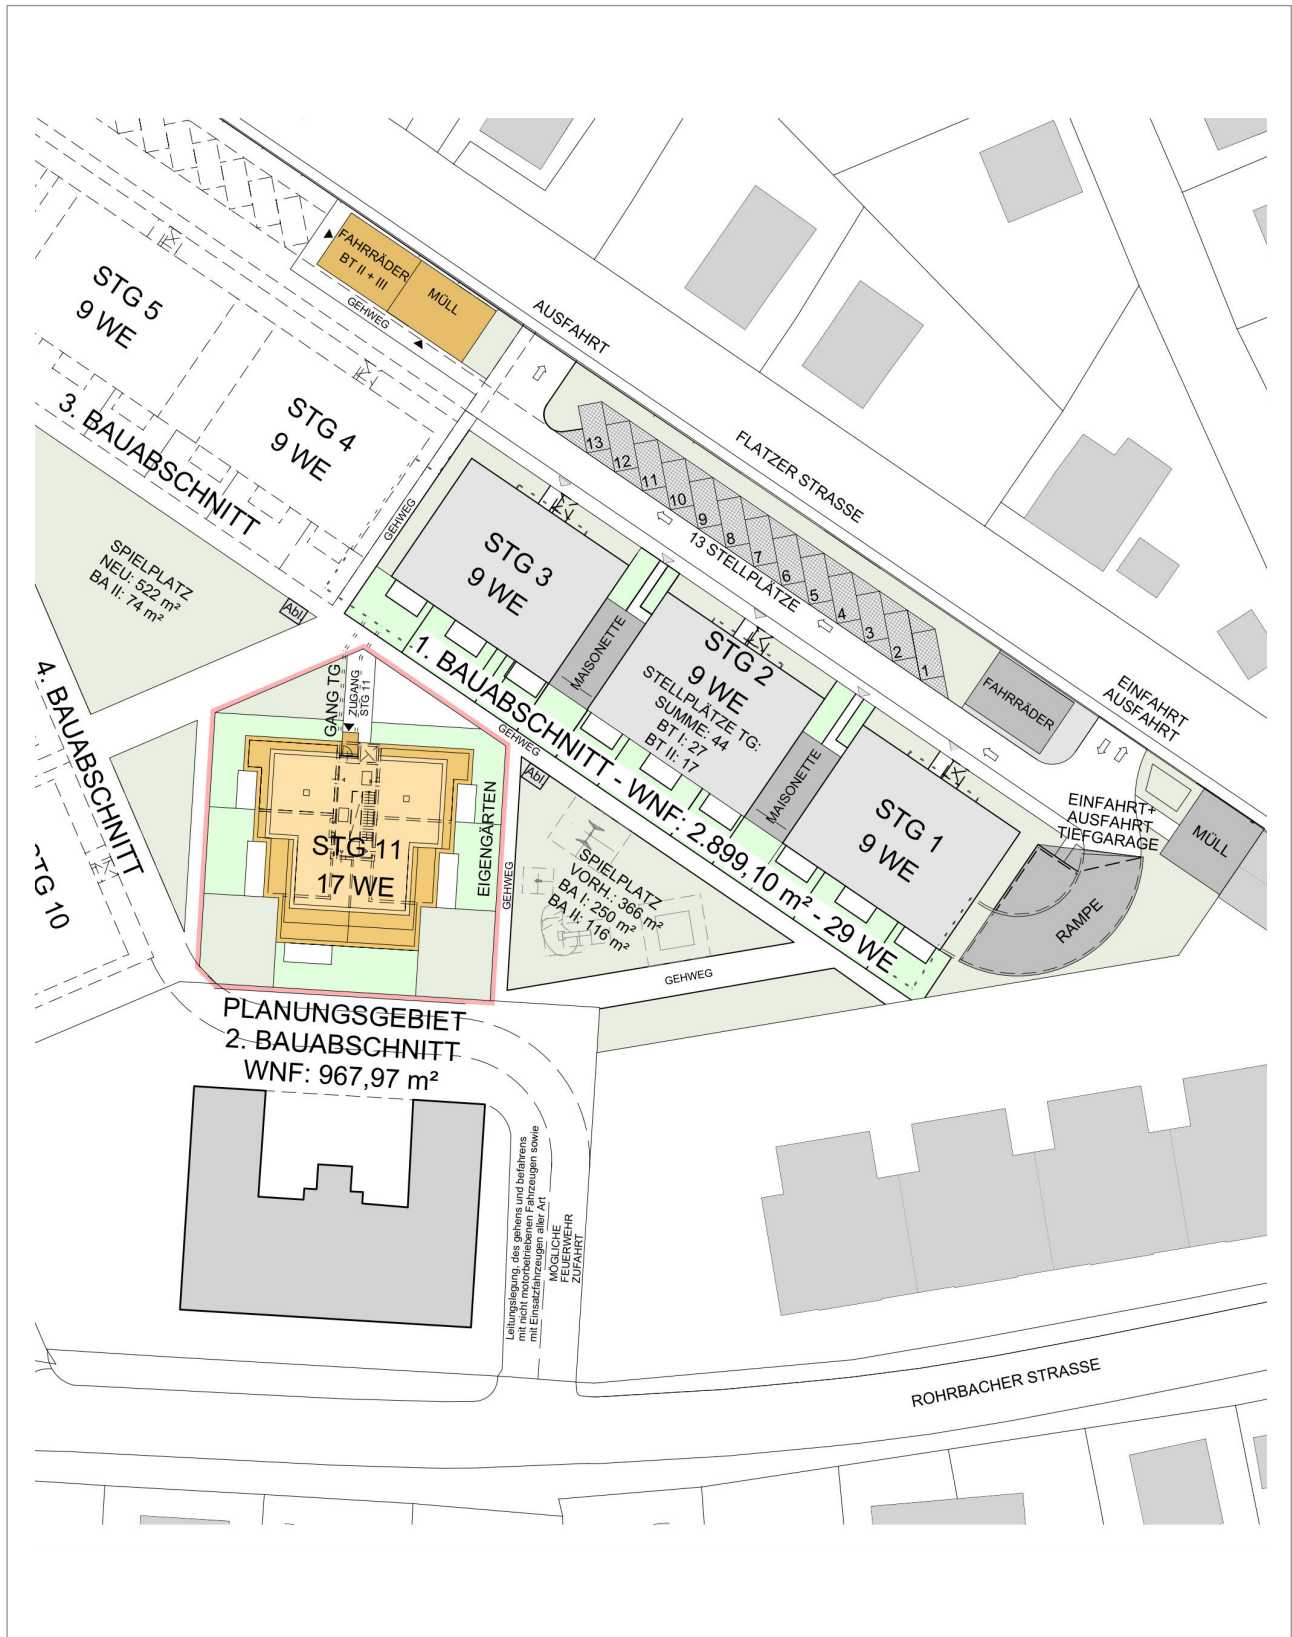 FAHRRÄDER
BT II + III
MÜLL
GEHWEG
AUSFAHRT
STG 5
9 WE
STG 4
9 WE
3. BAUABSCHNITT
FLATZER STRASSE
13
12
11
10
9
8
7
6
5
4
3
2
1
13 STELLPLÄTZE
GEHWEG
STG 3
9 WE
SPIELPLATZ
NEU: 522 m²
BA II: 74 m²
Abl
MAISONETTE
STG 2
9 WE
STELLPLÄTZE TG:
SUMME: 44
BT I: 27
BT II: 17
FAHRRÄDER
EINFAHRT
AUSFAHRT
1. BAUABSCHNITT - WNF: 2.899,10 m² - 29 WE
GEHWEG
MAISONETTE
STG 1
9 WE
EINFAHRT+
AUSFAHRT
TIEFGARAGE
MÜLL
RAMPE
4. BAUABSCHNITT
STG 10
GANG TG
ZUGANG
STG 11
STG 11
17 WE
EIGENGÄRTEN
GEHWEG
Abl
SPIELPLATZ
VORH.: 366 m²
BA I: 250 m²
BA II: 116 m²
GEHWEG
PLANUNGSGEBIET
2. BAUABSCHNITT
WNF: 967,97 m²
Leitungslegung, des gehens und befahrens
mit nicht motorbetriebenen Fahrzeugen sowie
mit Einsatzfahrzeugen aller Art
MÖGLICHE
FEUERWEHR
ZUFAHRT
ROHRBACHER STRASSE